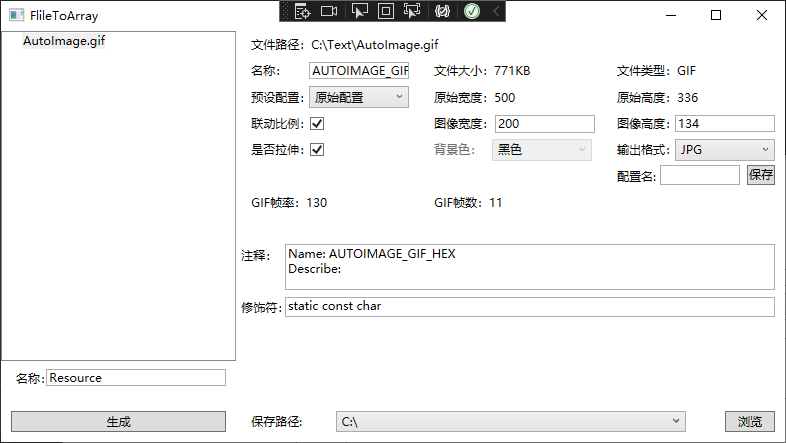 FlileToArray
AutoImage.gif
文件路径： C:\Text\AutoImage.gif
名称： AUTOIMAGE_GIF 文件大小： 771KB 文件类型： GIF
预设配置： 原始配置 原始宽度： 500 原始高度： 336
联动比例： 图像宽度： 200 图像高度： 134
是否拉伸： 背景色： 黑色 输出格式： JPG
配置名: 保存
GIF帧率： 130 GIF帧数： 11
注释： Name: AUTOIMAGE_GIF_HEX
Describe:
修饰符： static const char
名称： Resource
生成 保存路径: C:\ 浏览